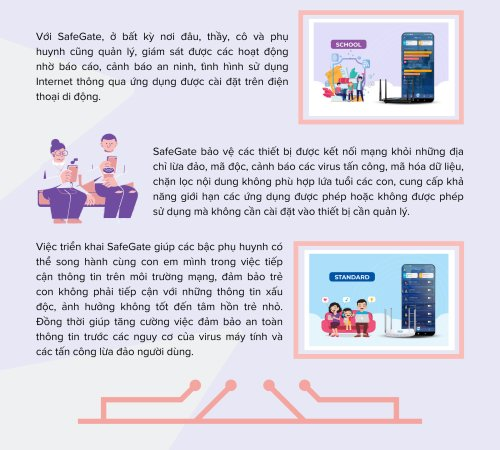 Với SafeGate, ở bất kỳ nơi đâu, thầy, cô và phụ
huynh cũng quản lý, giám sát được các hoạt động
nhờ báo cáo, cảnh báo an ninh, tình hình sử dụng
Internet thông qua ứng dụng được cài đặt trên điện
thoại di động.
SCHOOL
SafeGate bảo vệ các thiết bị được kết nối mạng khỏi những địa
chỉ lừa đảo, mã độc, cảnh báo các virus tấn công, mã hóa dữ liệu,
chặn lọc nội dung không phù hợp lứa tuổi các con, cung cấp khả
năng giới hạn các ứng dụng được phép hoặc không được phép
sử dụng mà không cần cài đặt vào thiết bị cần quản lý.
Việc triển khai SafeGate giúp các bậc phụ huynh có
thể song hành cùng con em mình trong việc tiếp
cận thông tin trên môi trường mạng, đảm bảo trẻ
con không phải tiếp cận với những thông tin xấu
độc, ảnh hưởng không tốt đến tâm hồn trẻ nhỏ.
Đồng thời giúp tăng cường việc đảm bảo an toàn
thông tin trước các nguy cơ của virus máy tính và
các tấn công lừa đảo người dùng.
STANDARD